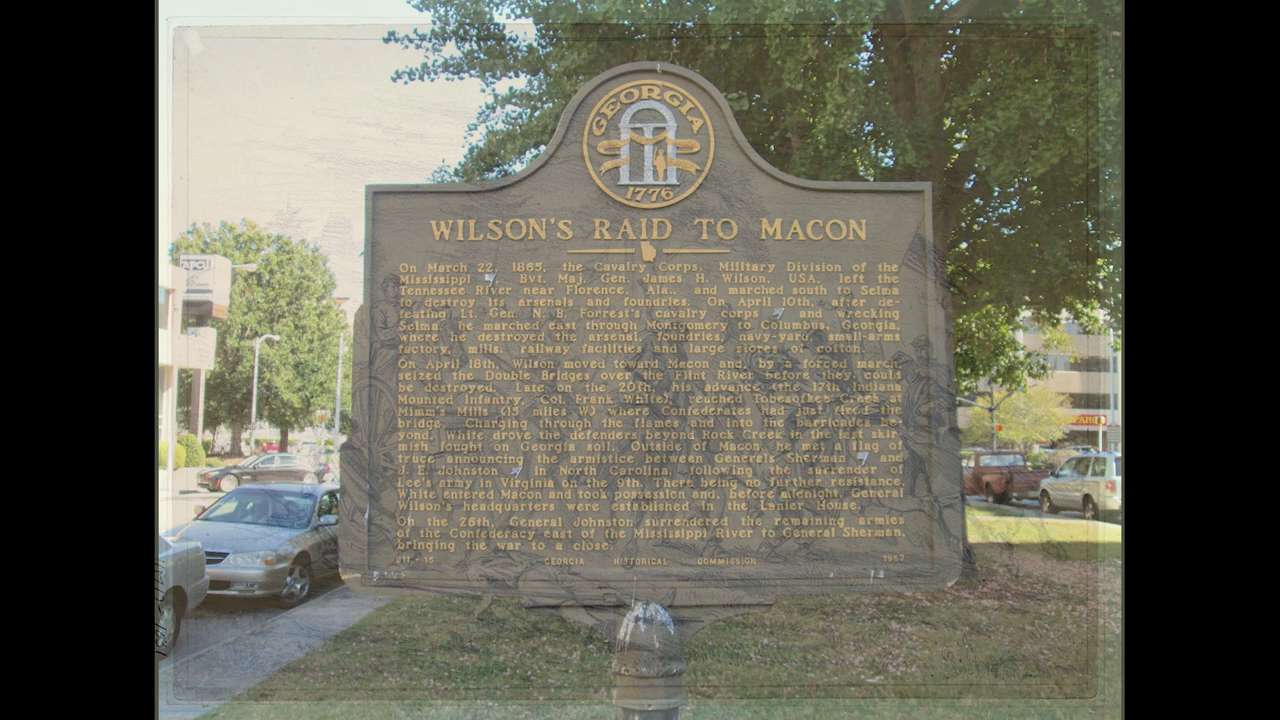 GEORGIA
1776
WILSON'S RAID TO MACON
On March 22, 1865, the Cavalry Corps, Military Division of the
Mississippi Bvt. Maj. Gen. James H. Wilson, USA, left the
Tennessee River near Florence, Ala., and marched south to Selma
to destroy its arsenals and foundries. On April 10th, after de-
feating Lt. Gen. N. B. Forrest's cavalry corps and wrecking
Selma, he marched east through Montgomery to Columbus, Georgia,
where he destroyed the arsenal, foundries, navy-yard, small-arms
factory, mills, railway facilities and large stores of cotton.
On April 18th, Wilson moved toward Macon and, by a forced march,
seized the Double Bridges over the Flint River before they could
be destroyed. Late on the 20th, his advance (the 17th Indiana
Mounted Infantry, Col. Frank White), reached Tobesofkee Creek at
Mimm's Mills (13 miles W) where Confederates had just fired the
bridge. Charging through the flames and into the barricades be-
yond, White drove the defenders beyond Rock Creek in the last skir-
mish fought on Georgia soil. Outside of Macon, he met a flag of
truce announcing the armistice between Generals Sherman and
J. E. Johnston in North Carolina, following the surrender of
Lee's army in Virginia on the 9th. There being no further resistance,
White entered Macon and took possession and, before midnight, General
Wilson's headquarters were established in the Lanier House.
On the 26th, General Johnston surrendered the remaining armies
of the Confederacy east of the Mississippi River to General Sherman,
bringing the war to a close.
011 - 15 GEORGIA HISTORICAL COMMISSION 1957